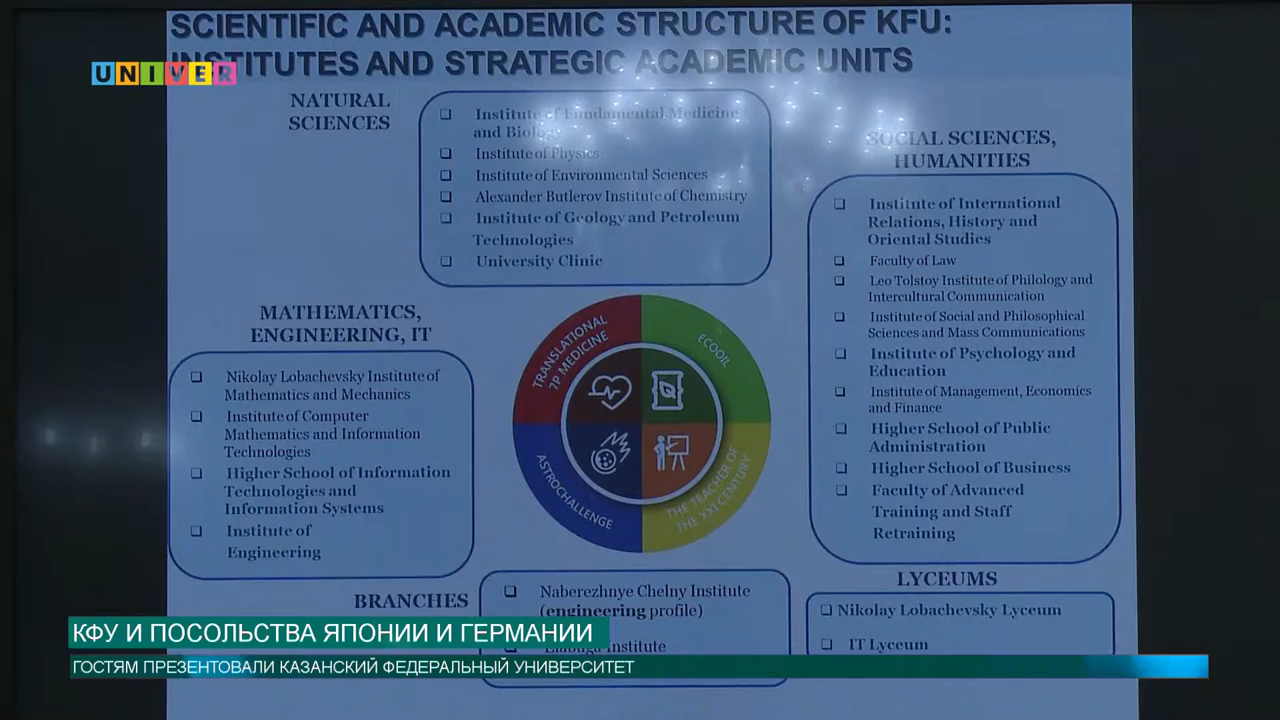 SCIENTIFIC AND ACADEMIC STRUCTURE OF KFU:
INSTITUTES AND STRATEGIC ACADEMIC UNITS
UNIVER
NATURAL
SCIENCES
❑ Institute of Fundamental Medicine
and Biology
❑ Institute of Physics
❑ Institute of Environmental Sciences
❑ Alexander Butlerov Institute of Chemistry
❑ Institute of Geology and Petroleum
Technologies
❑ University Clinic
SOCIAL SCIENCES,
HUMANITIES
❑ Institute of International
Relations, History and
Oriental Studies
❑ Faculty of Law
❑ Leo Tolstoy Institute of Philology and
Intercultural Communication
❑ Institute of Social and Philosophical
Sciences and Mass Communications
❑ Institute of Psychology and
Education
❑ Institute of Management, Economics
and Finance
❑ Higher School of Public
Administration
❑ Higher School of Business
❑ Faculty of Advanced
Training and Staff
Retraining
MATHEMATICS,
ENGINEERING, IT
❑ Nikolay Lobachevsky Institute of
Mathematics and Mechanics
❑ Institute of Computer
Mathematics and Information
Technologies
❑ Higher School of Information
Technologies and
Information Systems
❑ Institute of
Engineering
TRANSLATIONAL
7P MEDICINE
ECOOIL
ASTROCHALLENGE
THE TEACHER OF
THE XXI CENTURY
BRANCHES
❑ Naberezhnye Chelny Institute
(engineering profile)
❑ Elabuga Institute
LYCEUMS
❑ Nikolay Lobachevsky Lyceum
❑ IT Lyceum
КФУ И ПОСОЛЬСТВА ЯПОНИИ И ГЕРМАНИИ
ГОСТЯМ ПРЕЗЕНТОВАЛИ КАЗАНСКИЙ ФЕДЕРАЛЬНЫЙ УНИВЕРСИТЕТ